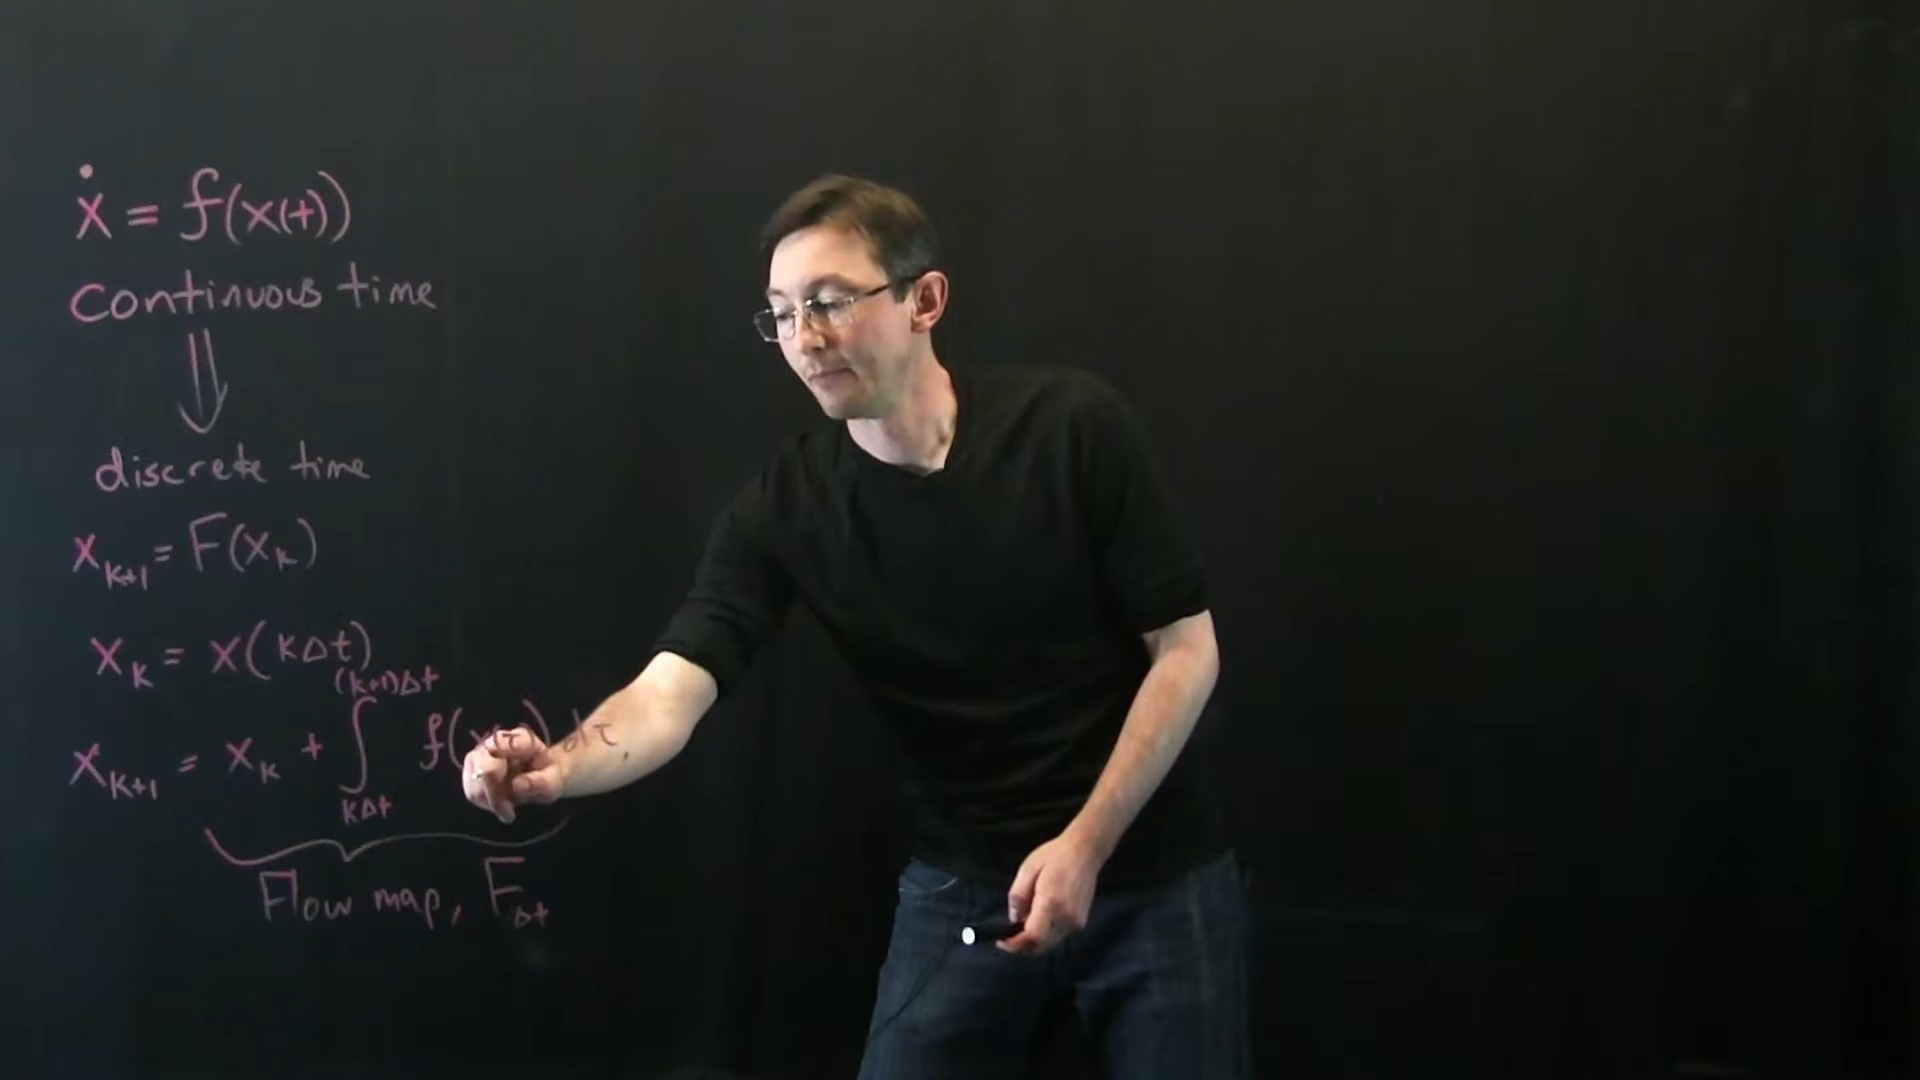 ẋ = f(x(t))
continuous time
⇓
discrete time
x_{k+1} = F(x_k)
x_k = x(kΔt)
x_{k+1} = x_k + ∫_{kΔt}^{(k+1)Δt} f(x(τ)) dτ
Flow map, F_{Δt}